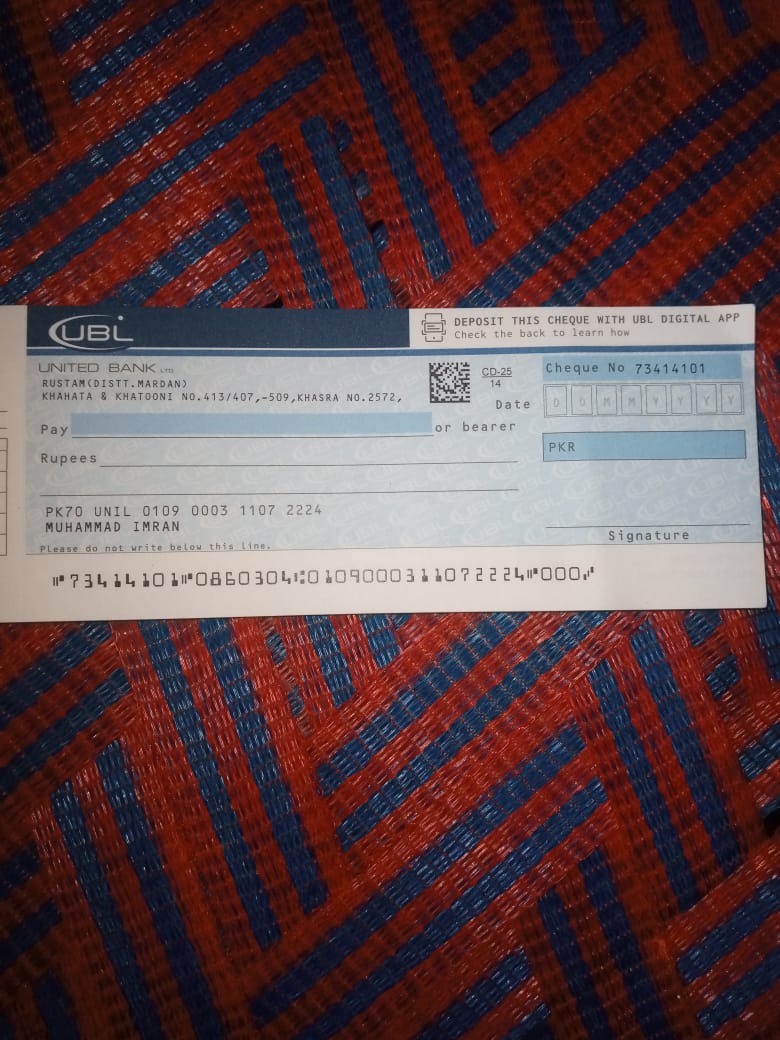 UBL
DEPOSIT THIS CHEQUE WITH UBL DIGITAL APP
Check the back to learn how
UNITED BANK LTD.
RUSTAM(DISTT.MARDAN)
KHAHATA & KHATOONI NO.413/407,-509,KHASRA NO.2572,
CD-25
14
Cheque No 73414101
Date D D M M Y Y Y Y
Pay or bearer
PKR
Rupees
PK70 UNIL 0109 0003 1107 2224
MUHAMMAD IMRAN
Signature
Please do not write below this line.
⑈73414101⑈0860304⑆0109000311072224⑈000⑇